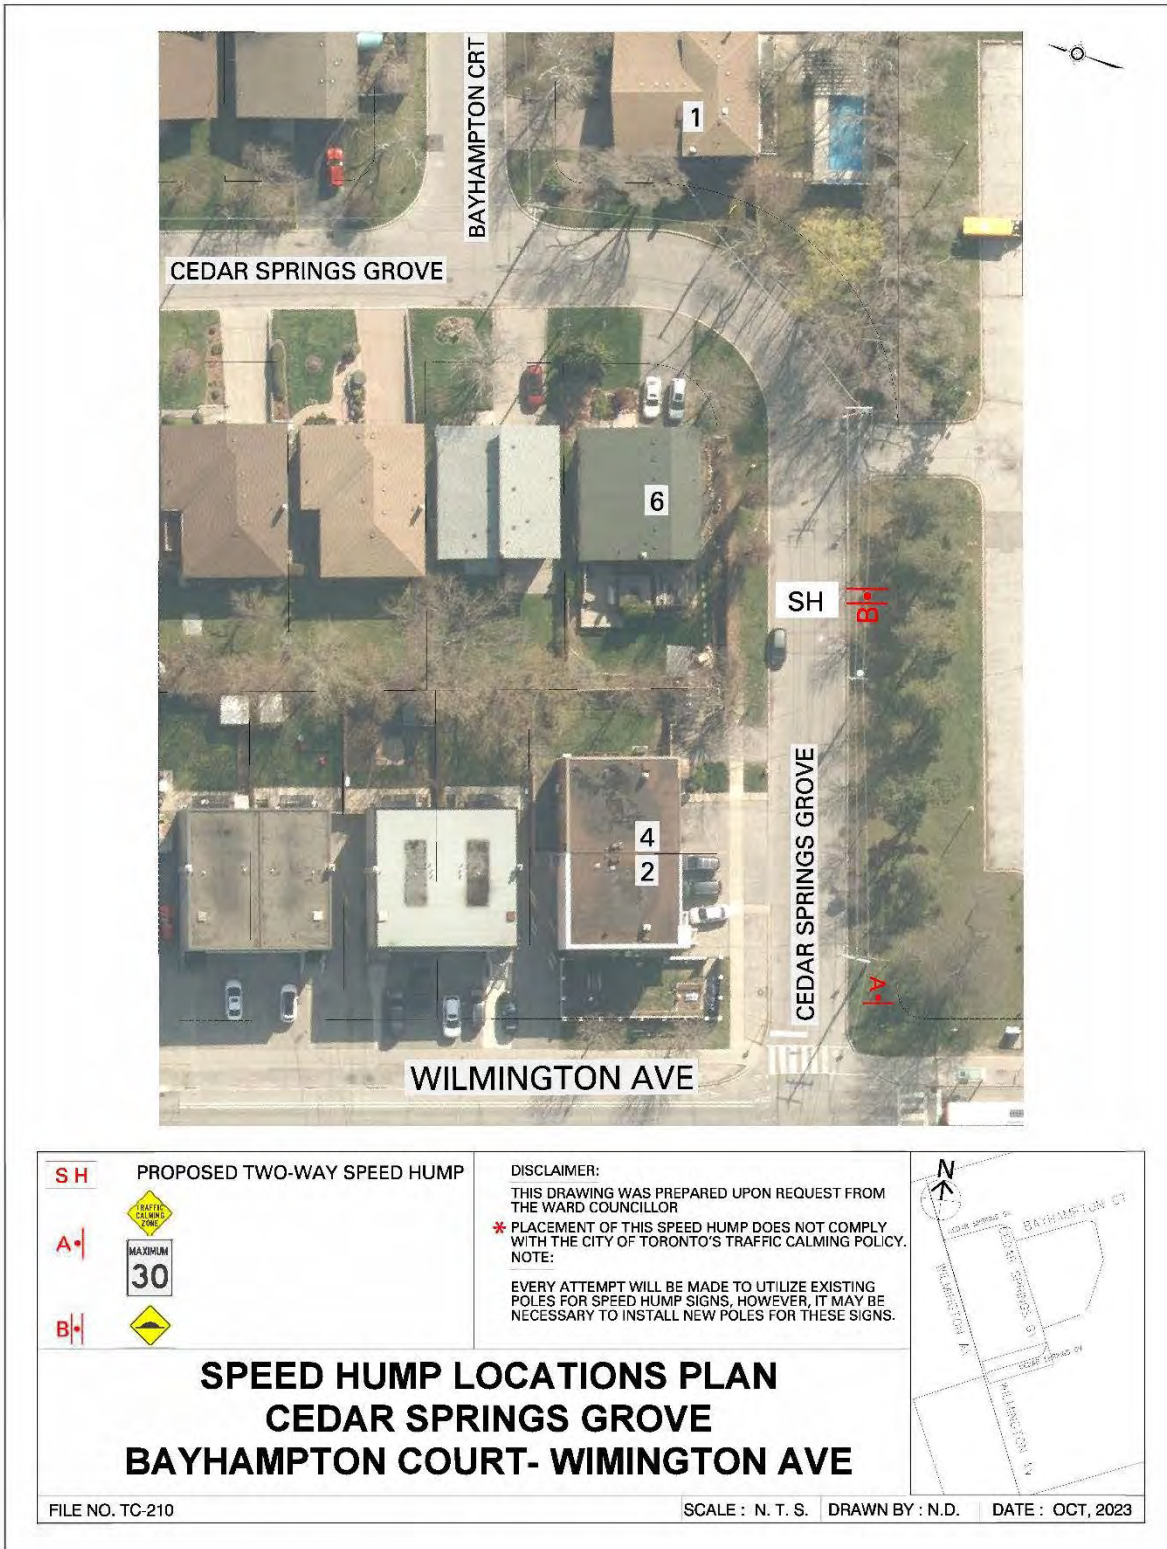 BAYHAMPTON CRT
1
CEDAR SPRINGS GROVE
6
SH
B
4
2
CEDAR SPRINGS GROVE
A
WILMINGTON AVE
SH
PROPOSED TWO-WAY SPEED HUMP
TRAFFIC
CALMING
ZONE
A
MAXIMUM
30
B
DISCLAIMER:
THIS DRAWING WAS PREPARED UPON REQUEST FROM
THE WARD COUNCILLOR
* PLACEMENT OF THIS SPEED HUMP DOES NOT COMPLY
WITH THE CITY OF TORONTO'S TRAFFIC CALMING POLICY.
NOTE:
EVERY ATTEMPT WILL BE MADE TO UTILIZE EXISTING
POLES FOR SPEED HUMP SIGNS, HOWEVER, IT MAY BE
NECESSARY TO INSTALL NEW POLES FOR THESE SIGNS.
N
BAYHAMPTON CT
CEDAR SPRINGS GV
CEDAR SPRINGS GV
WILMINGTON AV
SPEED HUMP LOCATIONS PLAN
CEDAR SPRINGS GROVE
BAYHAMPTON COURT- WIMINGTON AVE
FILE NO. TC-210
SCALE : N. T. S.
DRAWN BY : N.D.
DATE : OCT, 2023